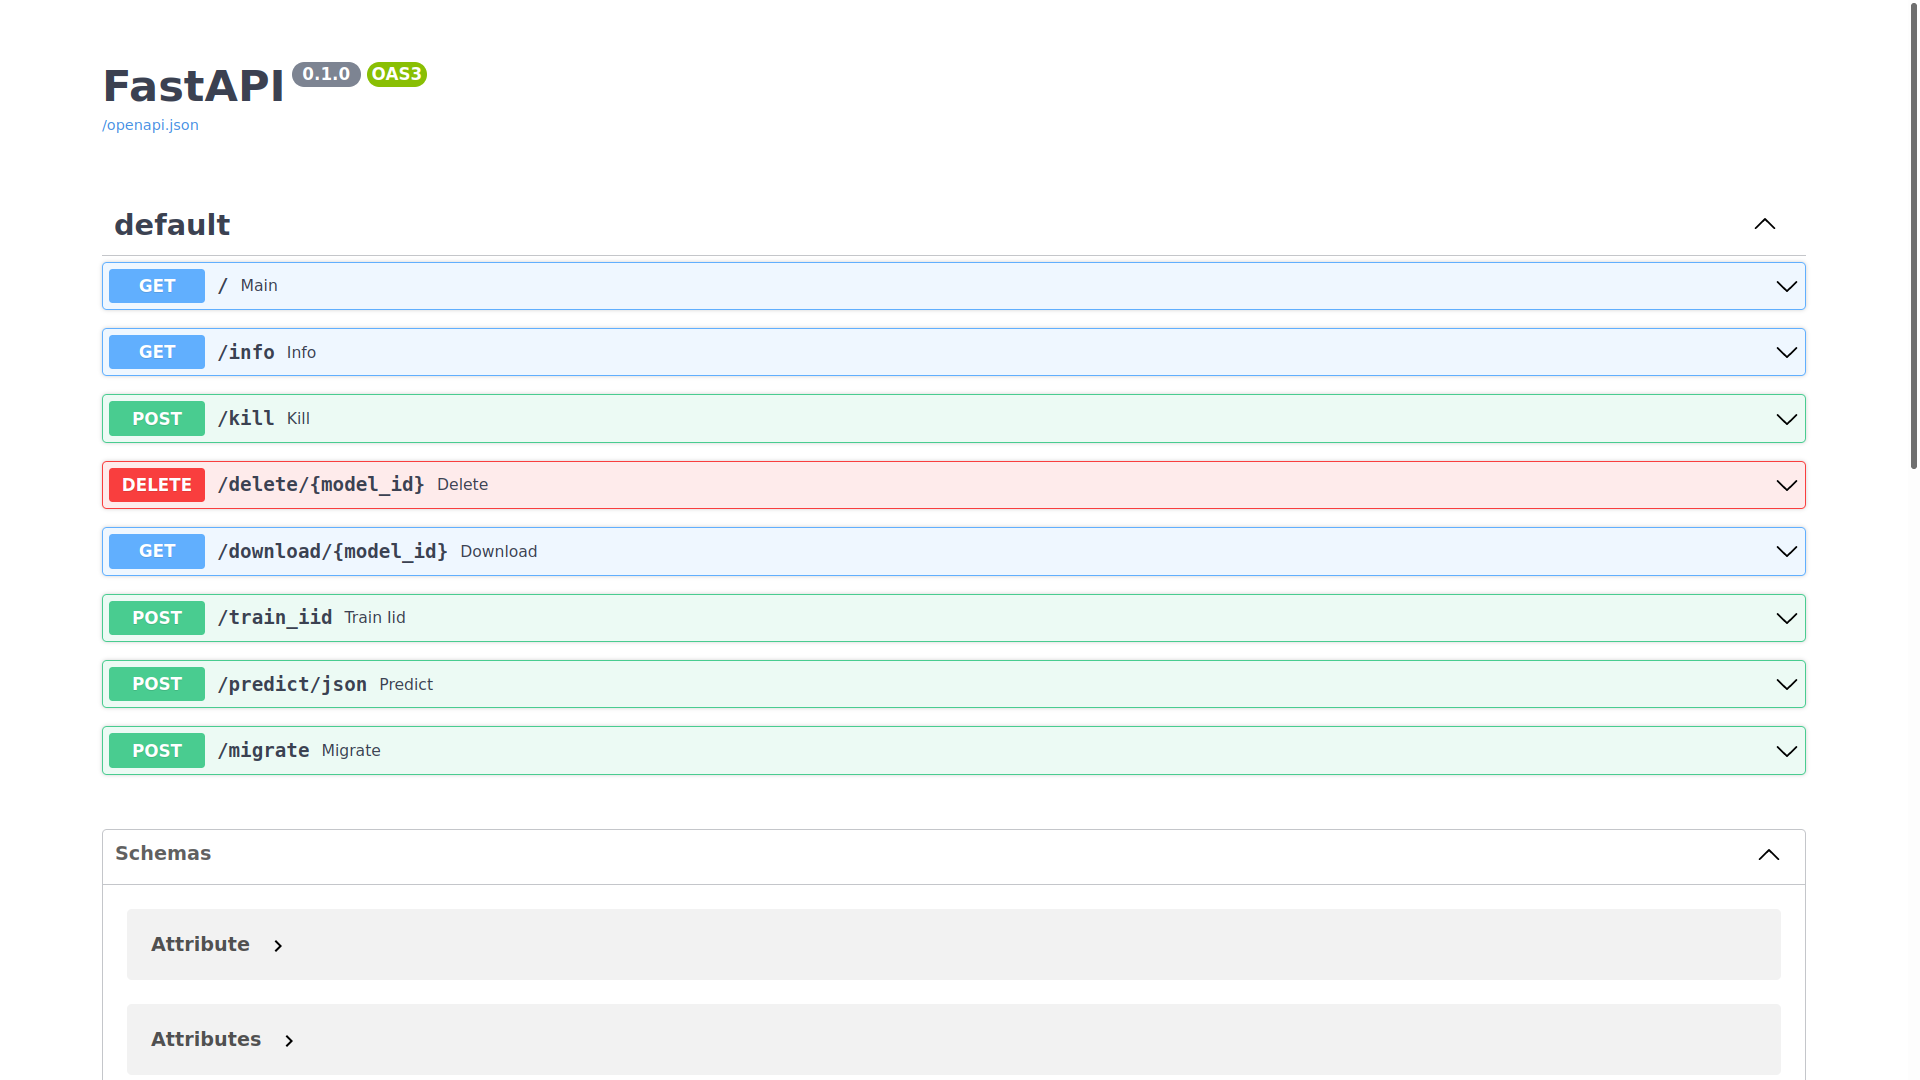 FastAPI 0.1.0 OAS3
/openapi.json
default
GET / Main
GET /info Info
POST /kill Kill
DELETE /delete/{model_id} Delete
GET /download/{model_id} Download
POST /train_iid Train Iid
POST /predict/json Predict
POST /migrate Migrate
Schemas
Attribute
Attributes